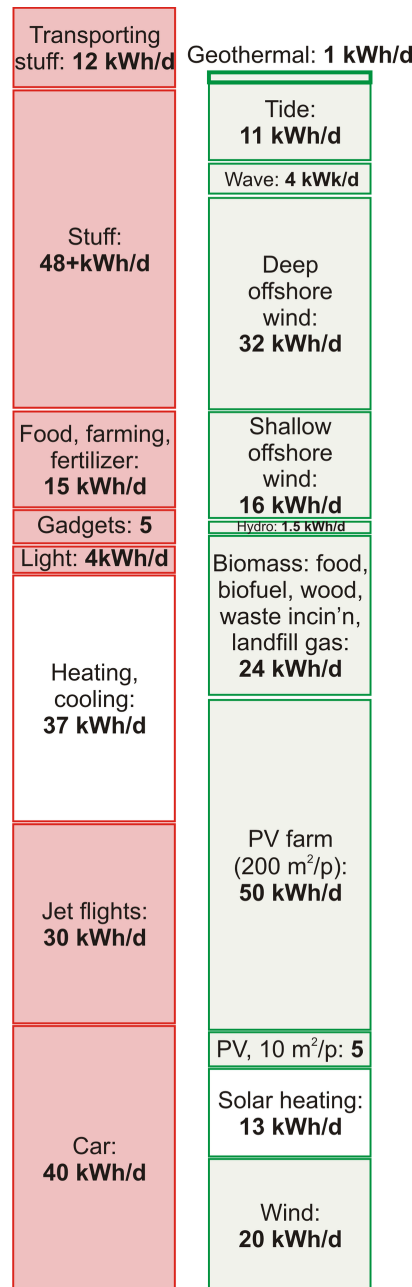 Transporting
stuff: 12 kWh/d
Stuff:
48+kWh/d
Food, farming,
fertilizer:
15 kWh/d
Gadgets: 5
Light: 4kWh/d
Heating,
cooling:
37 kWh/d
Jet flights:
30 kWh/d
Car:
40 kWh/d
Geothermal: 1 kWh/d
Tide:
11 kWh/d
Wave: 4 kWk/d
Deep
offshore
wind:
32 kWh/d
Shallow
offshore
wind:
16 kWh/d
Hydro: 1.5 kWh/d
Biomass: food,
biofuel, wood,
waste incin’n,
landfill gas:
24 kWh/d
PV farm
(200 m²/p):
50 kWh/d
PV, 10 m²/p: 5
Solar heating:
13 kWh/d
Wind:
20 kWh/d